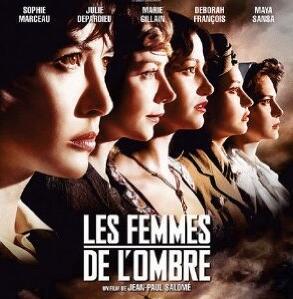 SOPHIE MARCEAU
JULIE DEPARDIEU
MARIE GILLAIN
DEBORAH FRANÇOIS
MAYA SANSA
LES FEMMES
DE L'OMBRE
UN FILM DE JEAN-PAUL SALOMÉ